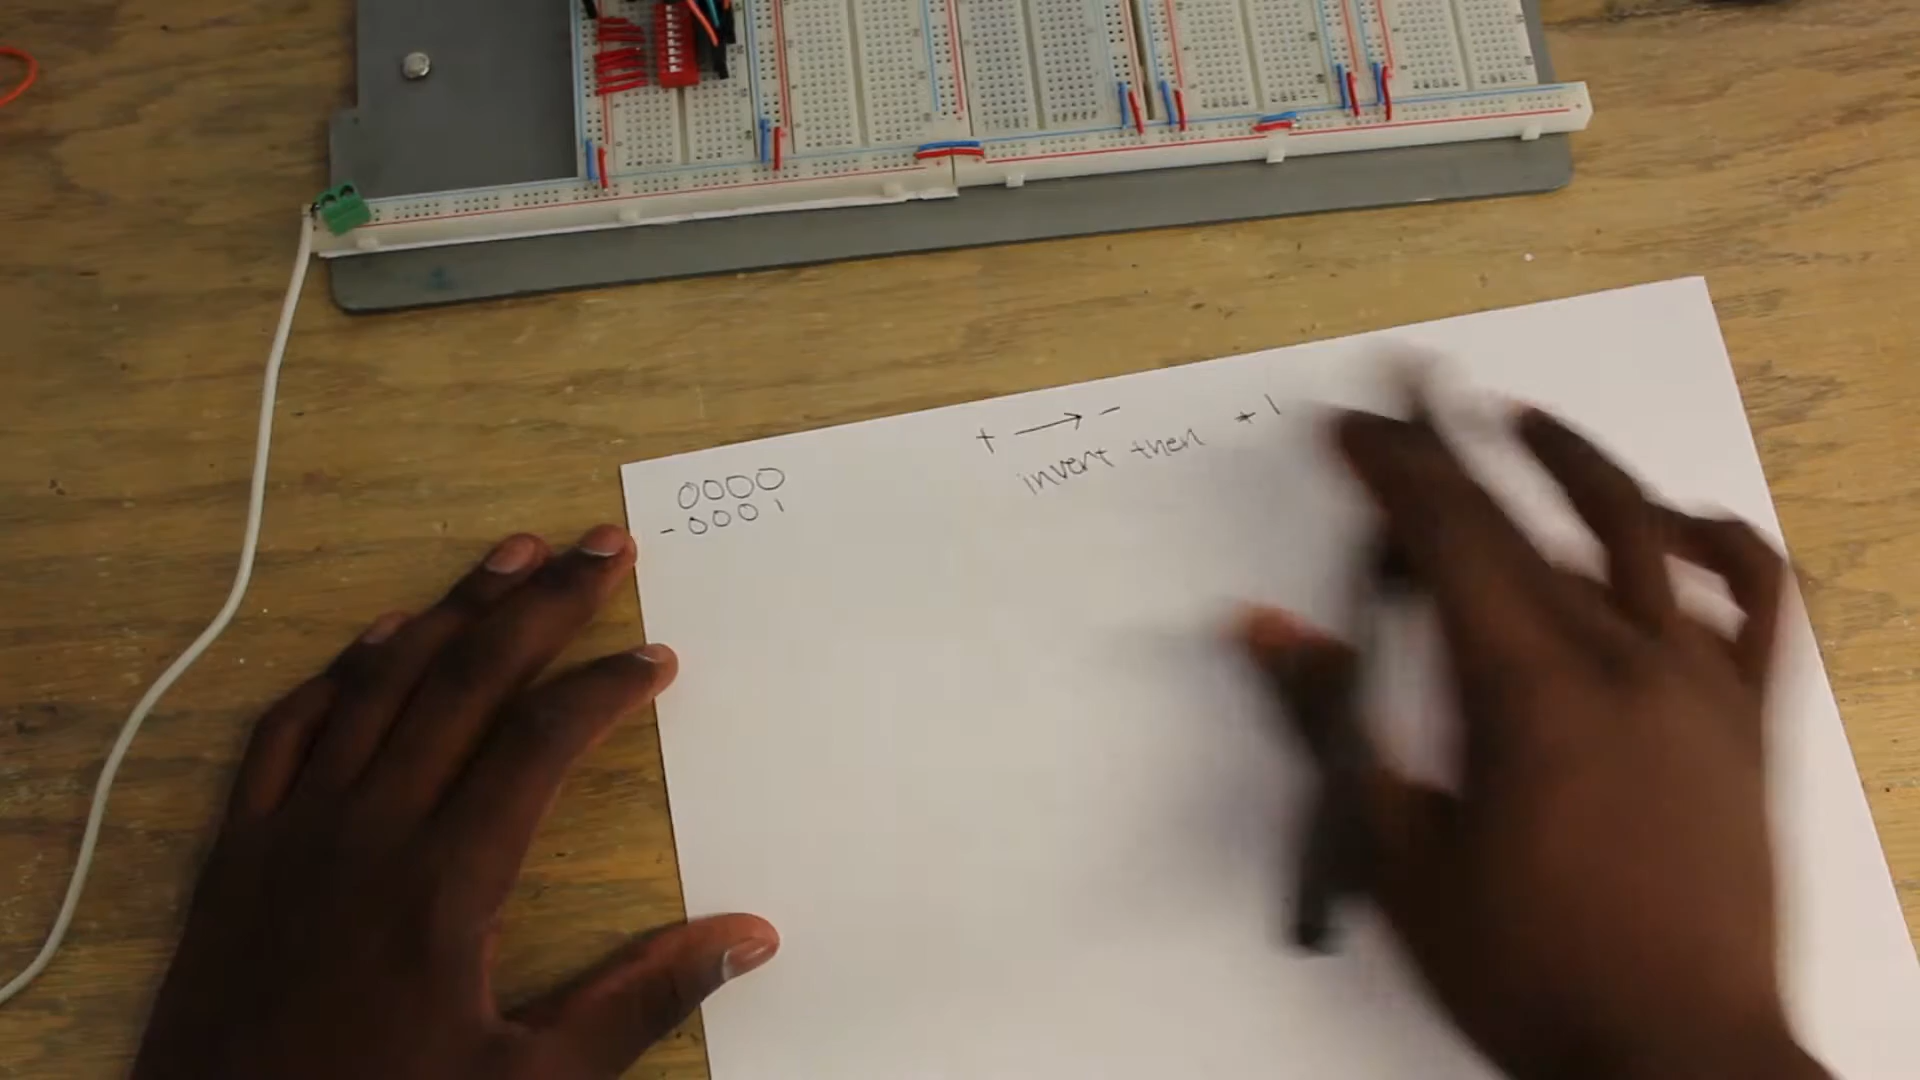 + → -
invert then + 1
0000
- 0001